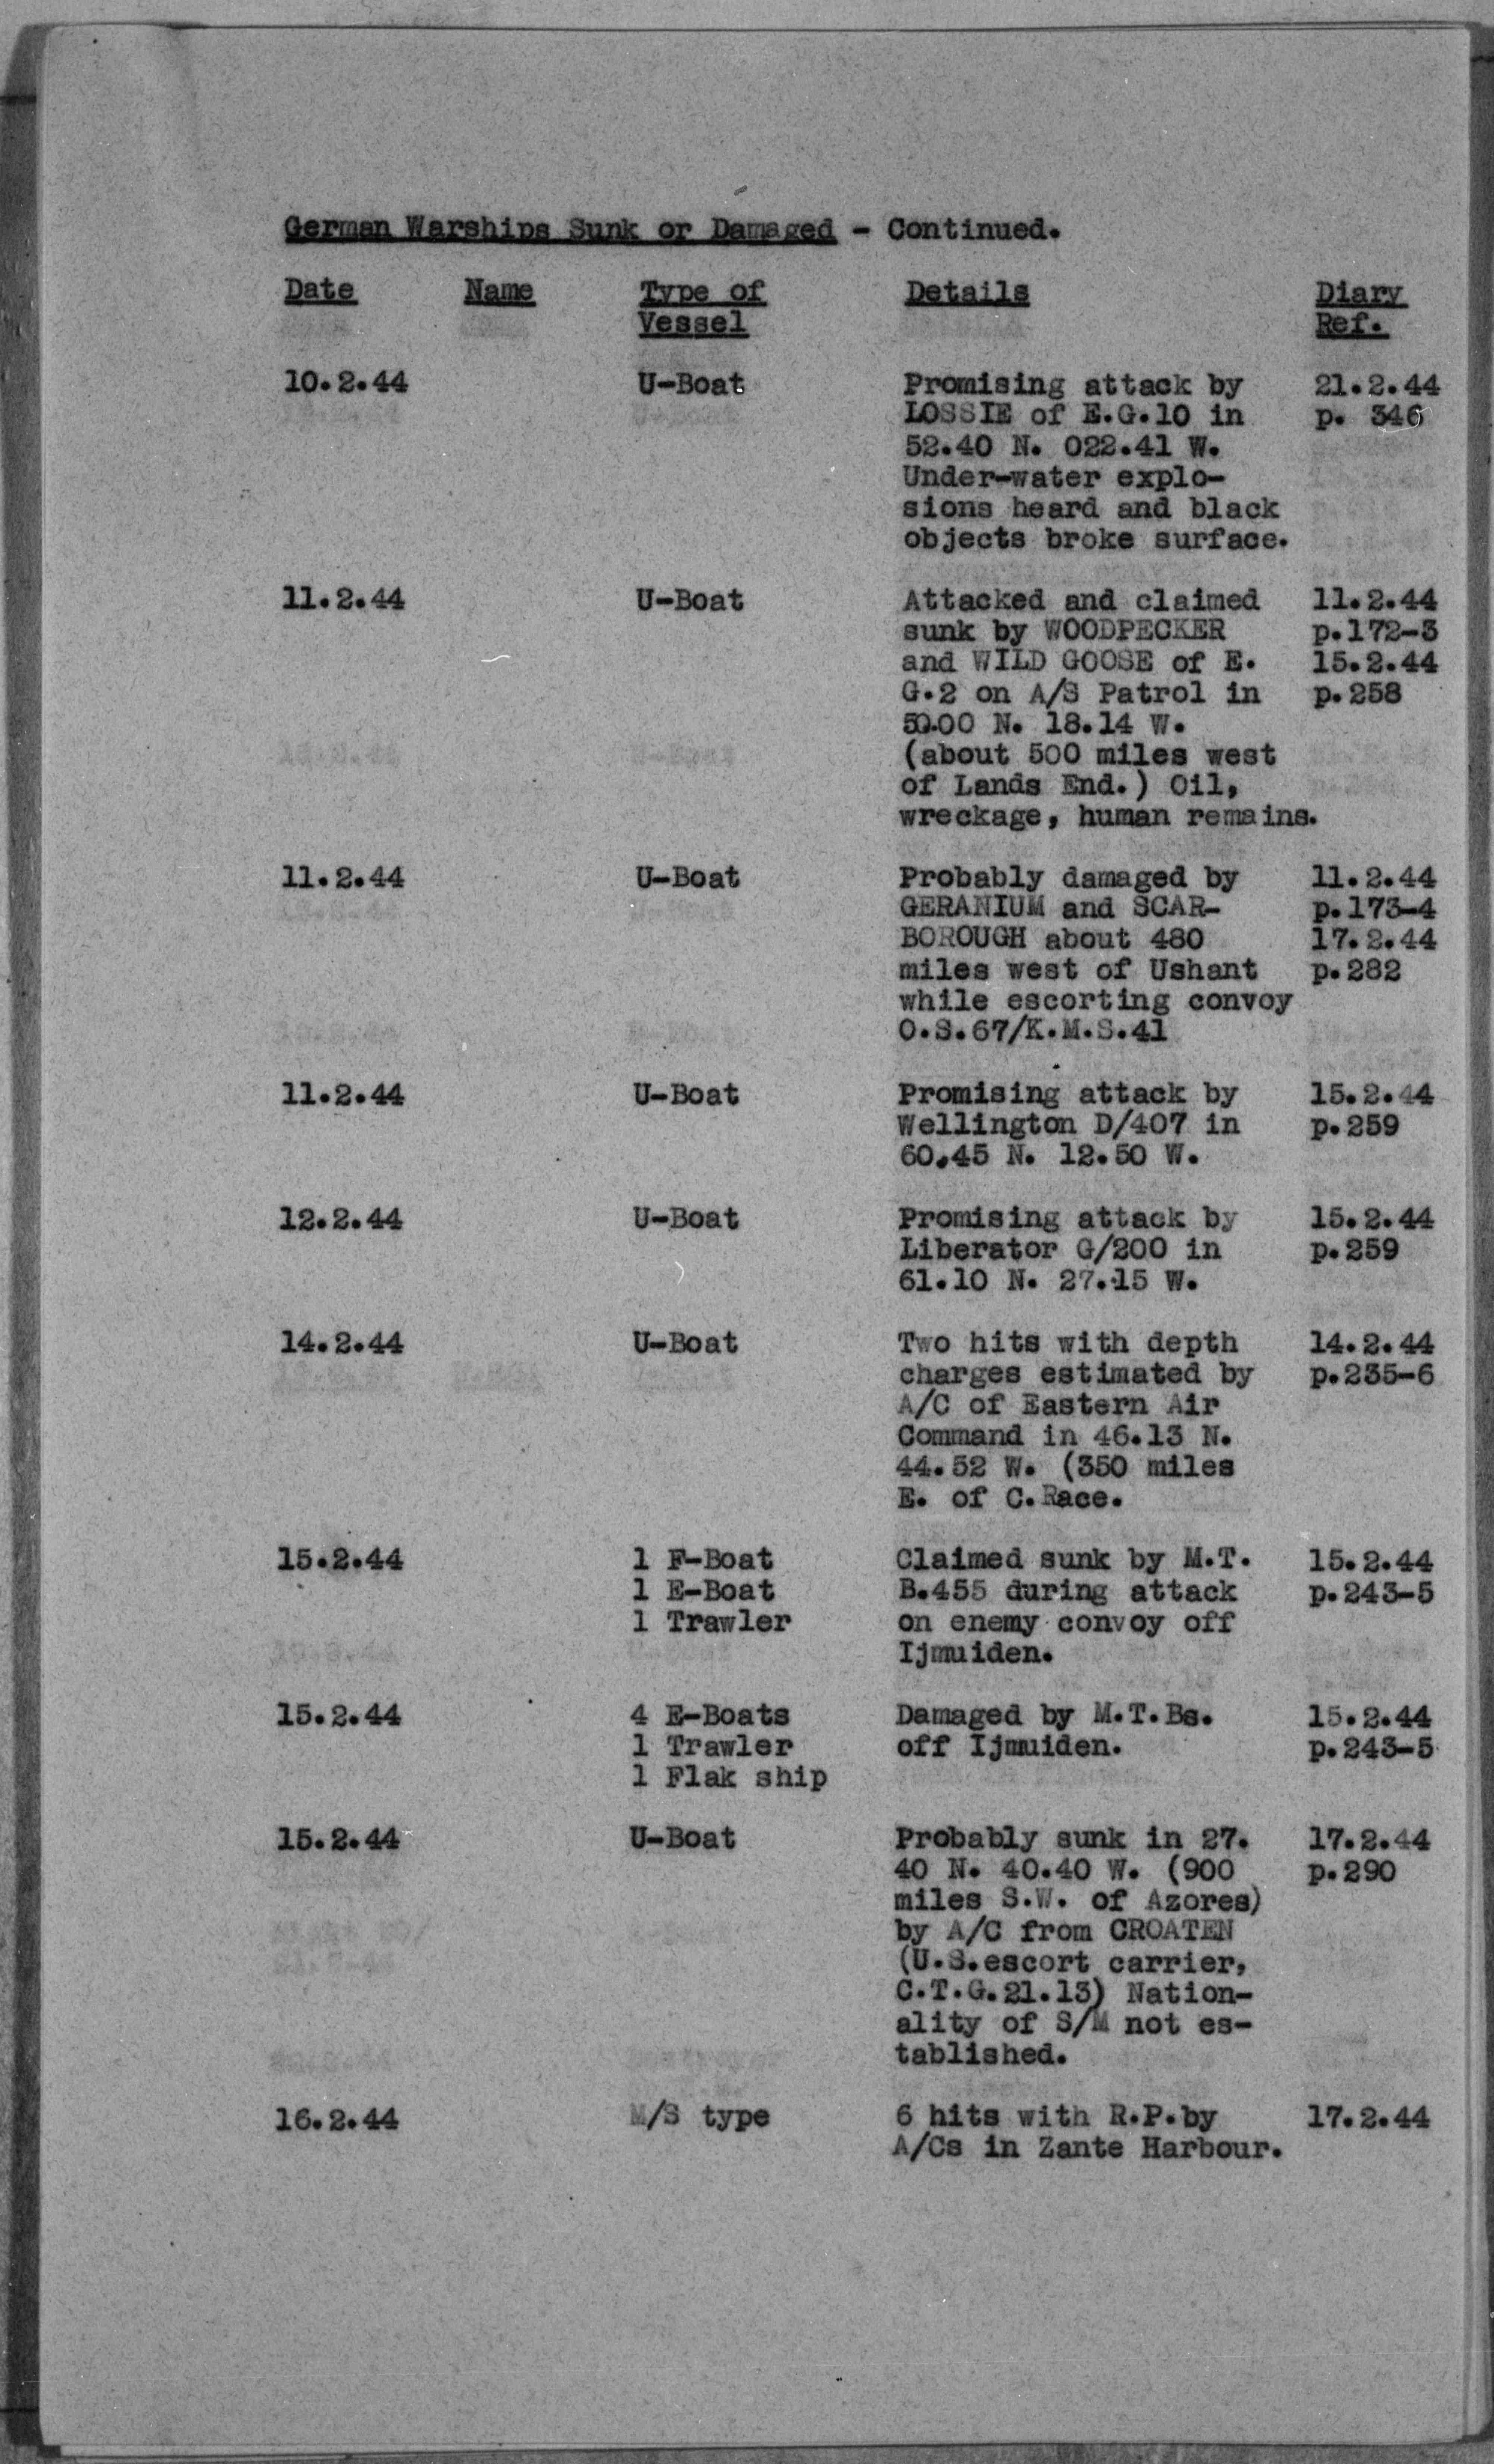 German Warships Sunk or Damaged - Continued.
Date Name Type of Vessel Details Diary Ref.
10.2.44 U-Boat Promising attack by 21.2.44
LOSSIE of E.G.10 in p. 346
52.40 N. 022.41 W.
Under-water explo-
sions heard and black
objects broke surface.
11.2.44 U-Boat Attacked and claimed 11.2.44
sunk by WOODPECKER p.172-3
and WILD GOOSE of E. 15.2.44
G.2 on A/S Patrol in p.258
50.00 N. 18.14 W.
(about 500 miles west
of Lands End.) Oil,
wreckage, human remains.
11.2.44 U-Boat Probably damaged by 11.2.44
GERANIUM and SCAR- p.173-4
BOROUGH about 480 17.2.44
miles west of Ushant p.282
while escorting convoy
O.S.67/K.M.S.41
11.2.44 U-Boat Promising attack by 15.2.44
Wellington D/407 in p.259
60.45 N. 12.50 W.
12.2.44 U-Boat Promising attack by 15.2.44
Liberator G/200 in p.259
61.10 N. 27.15 W.
14.2.44 U-Boat Two hits with depth 14.2.44
charges estimated by p.235-6
A/C of Eastern Air
Command in 46.13 N.
44.52 W. (350 miles
E. of C.Race.
15.2.44 1 F-Boat Claimed sunk by M.T. 15.2.44
1 E-Boat B.455 during attack p.243-5
1 Trawler on enemy convoy off
Ijmuiden.
15.2.44 4 E-Boats Damaged by M.T.Bs. 15.2.44
1 Trawler off Ijmuiden. p.243-5
1 Flak ship
15.2.44 U-Boat Probably sunk in 27. 17.2.44
40 N. 40.40 W. (900 p.290
miles S.W. of Azores)
by A/C from CROATEN
(U.S.escort carrier,
C.T.G.21.13) Nation-
ality of S/M not es-
tablished.
16.2.44 M/S type 6 hits with R.P.by 17.2.44
A/Cs in Zante Harbour.